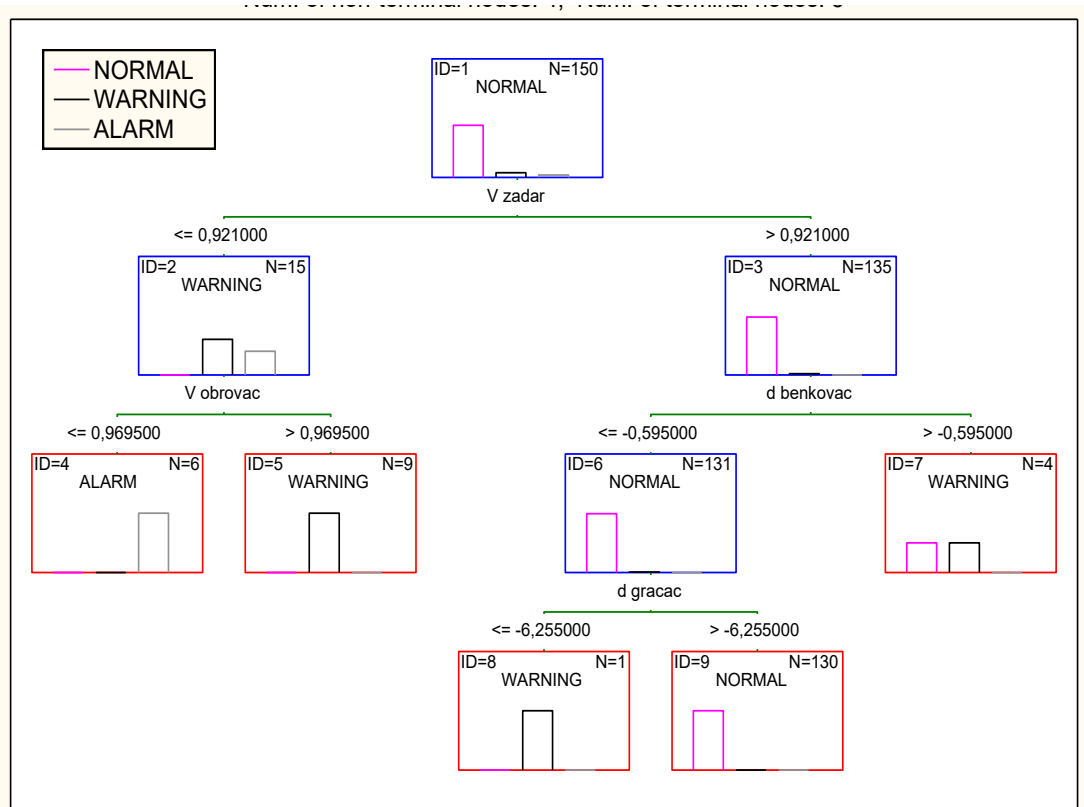 NORMAL
WARNING
ALARM
ID=1 N=150
NORMAL
V zadar
<= 0,921000 > 0,921000
ID=2 N=15
WARNING
ID=3 N=135
NORMAL
V obrovac d benkovac
<= 0,969500 > 0,969500 <= -0,595000 > -0,595000
ID=4 N=6
ALARM
ID=5 N=9
WARNING
ID=6 N=131
NORMAL
ID=7 N=4
WARNING
d gracac
<= -6,255000 > -6,255000
ID=8 N=1
WARNING
ID=9 N=130
NORMAL